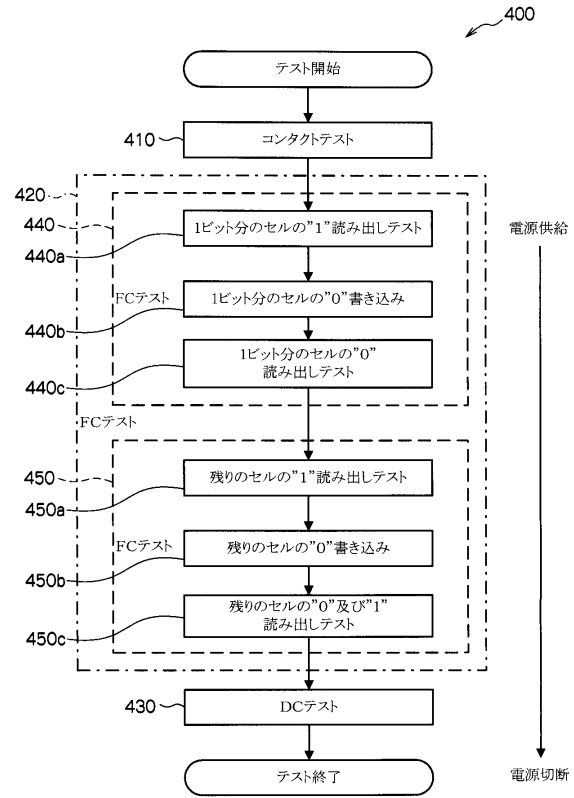 400
テスト開始
410
コンタクトテスト
420
440
電源供給
440a
1ビット分のセルの”1”読み出しテスト
FCテスト
1ビット分のセルの”0”書き込み
440b
1ビット分のセルの”0”
読み出しテスト
440c
FCテスト
450
残りのセルの”1”読み出しテスト
450a
FCテスト
残りのセルの”0”書き込み
450b
残りのセルの”0”及び”1”
読み出しテスト
450c
430
DCテスト
テスト終了
電源切断